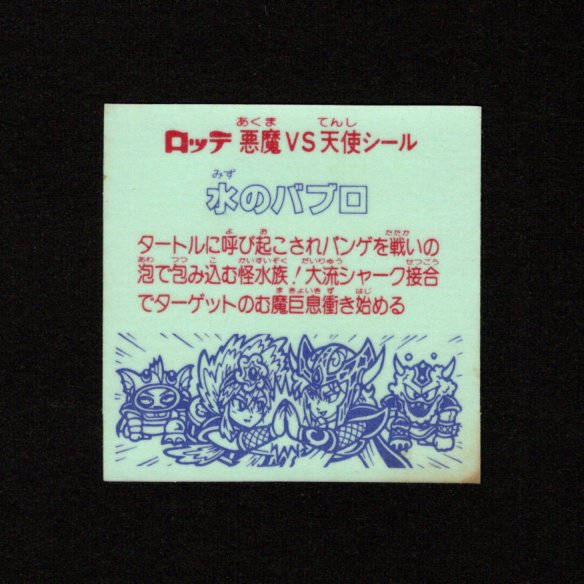 ロッテ 悪魔VS天使シール
水のバブロ
タートルに呼び起こされパンゲを戦いの
泡で包み込む怪水族！大流シャーク接合
でターゲットのむ魔巨息衝き始める